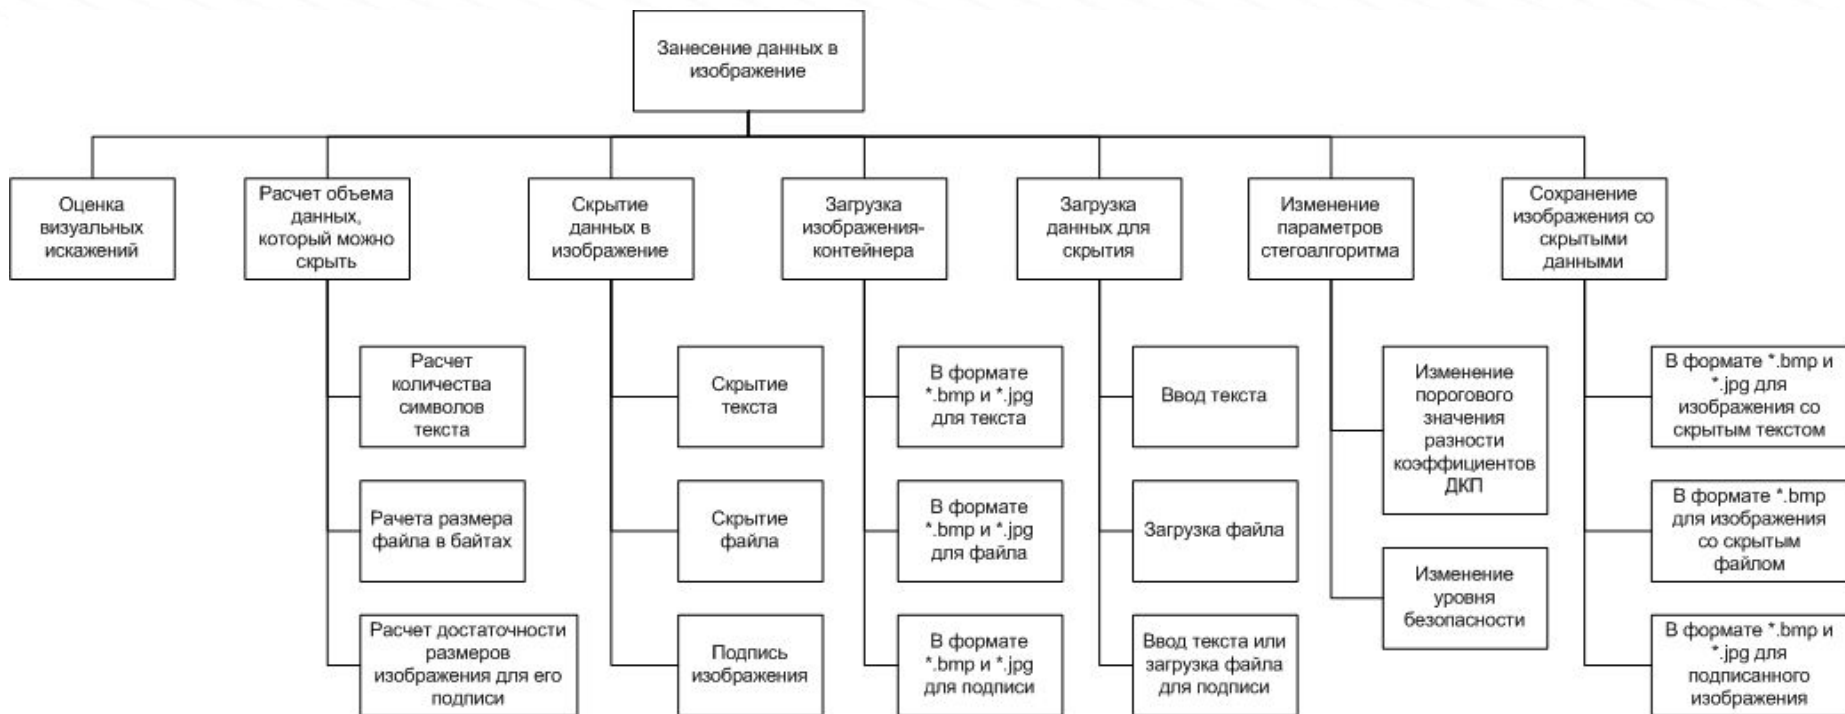 Занесение данных в
изображение
Оценка
визуальных
искажений
Расчет объема
данных,
который можно
скрыть
Скрытие
данных в
изображение
Загрузка
изображения-
контейнера
Загрузка
данных для
скрытия
Изменение
параметров
стегоалгоритма
Сохранение
изображения со
скрытыми
данными
Расчет
количества
символов
текста
Рачета размера
файла в байтах
Расчет достаточности
размеров
изображения для его
подписи
Скрытие
текста
Скрытие
файла
Подпись
изображения
В формате
*.bmp и *.jpg
для текста
В формате
*.bmp и *.jpg
для файла
В формате
*.bmp и *.jpg
для подписи
Ввод текста
Загрузка файла
Ввод текста или
загрузка файла
для подписи
Изменение
порогового
значения
разности
коэффициентов
ДКП
Изменение
уровня
безопасности
В формате *.bmp и
*.jpg для
изображения со
скрытым текстом
В формате *.bmp
для изображения
со скрытым
файлом
В формате *.bmp и
*.jpg для
подписанного
изображения